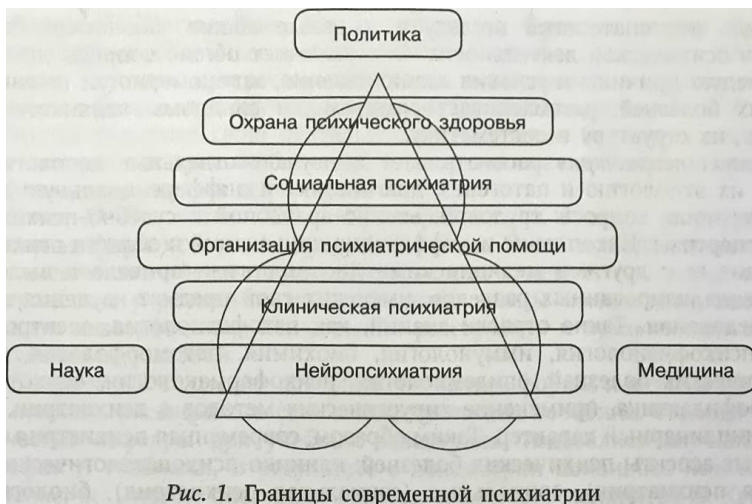 Политика
Охрана психического здоровья
Социальная психиатрия
Организация психиатрической помощи
Клиническая психиатрия
Наука
Нейропсихиатрия
Медицина
Рис. 1. Границы современной психиатрии